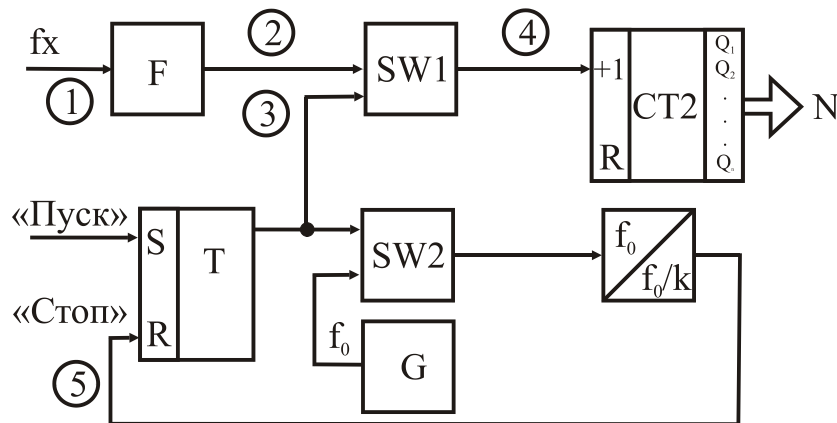 fx
1
F
2
3
SW1
4
+1
R
CT2
Q1
Q2
.
.
.
Qn
N
«Пуск»
«Стоп»
S
R
T
5
SW2
f0
G
f0
f0/k